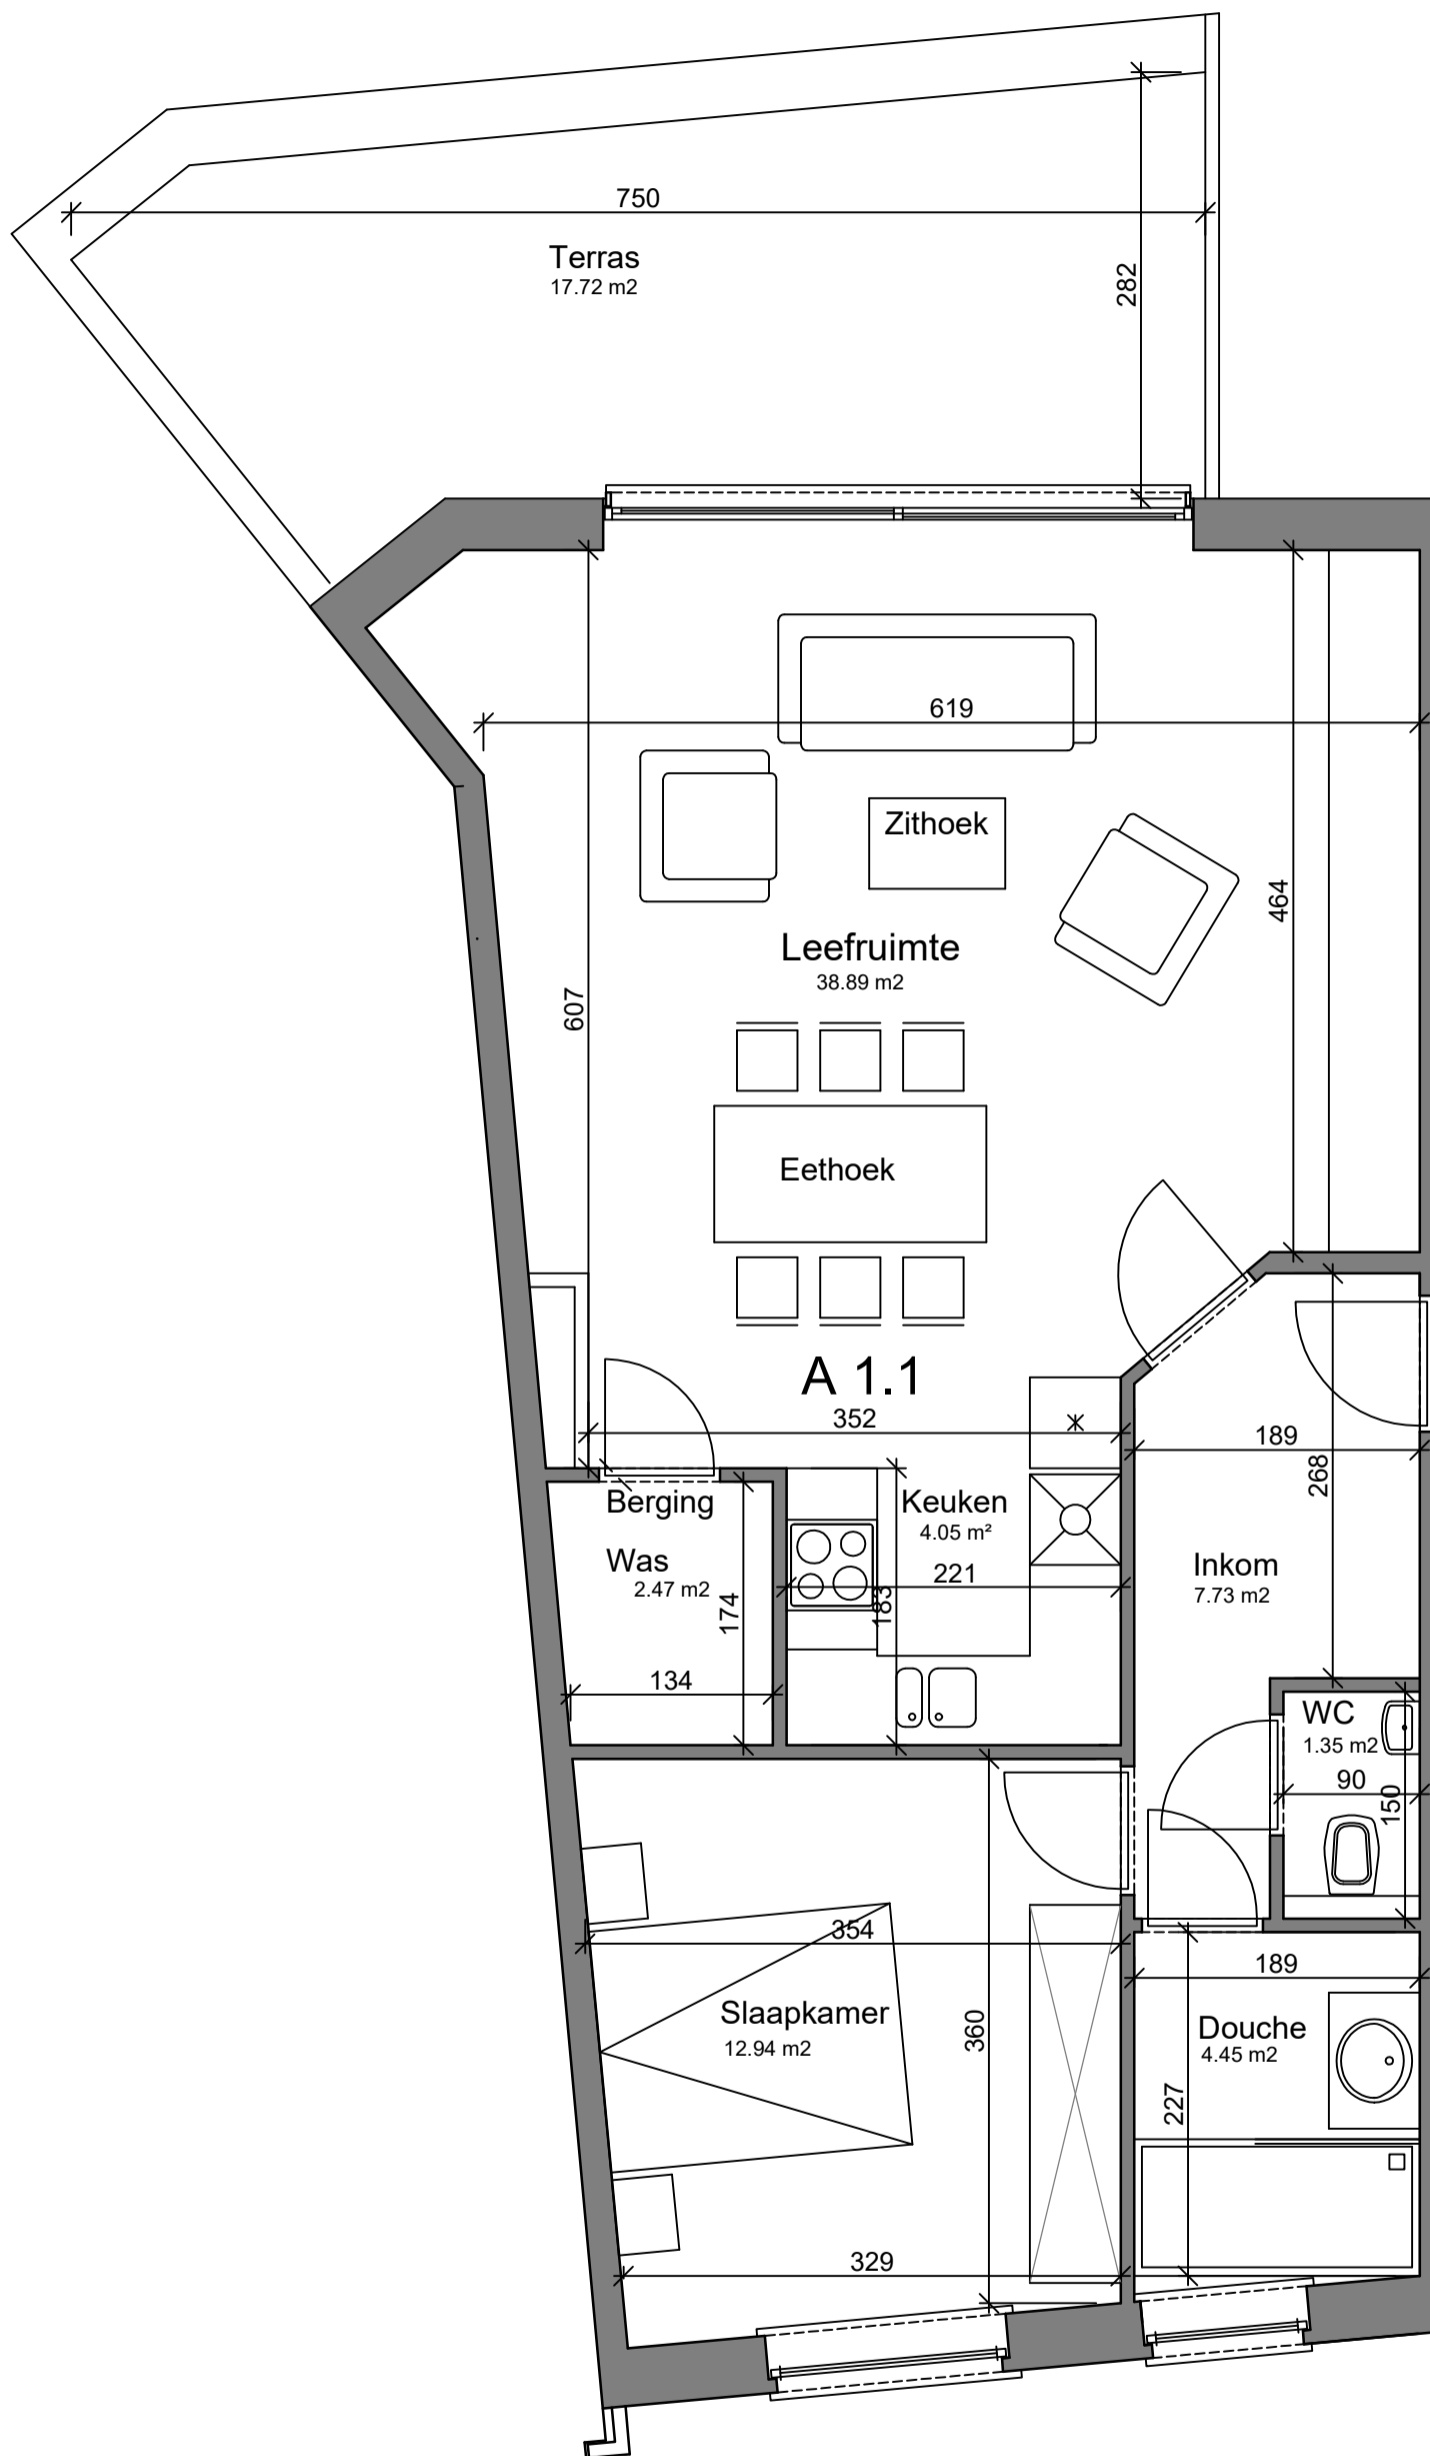 750
Terras
17.72 m2
282
619
Zithoek
464
Leefruimte
38.89 m2
607
Eethoek
A 1.1
352
189
268
Berging
Keuken
4.05 m²
Was
2.47 m2
221
183
174
Inkom
7.73 m2
134
WC
1.35 m2
90
150
354
189
Slaapkamer
12.94 m2
360
Douche
4.45 m2
227
329